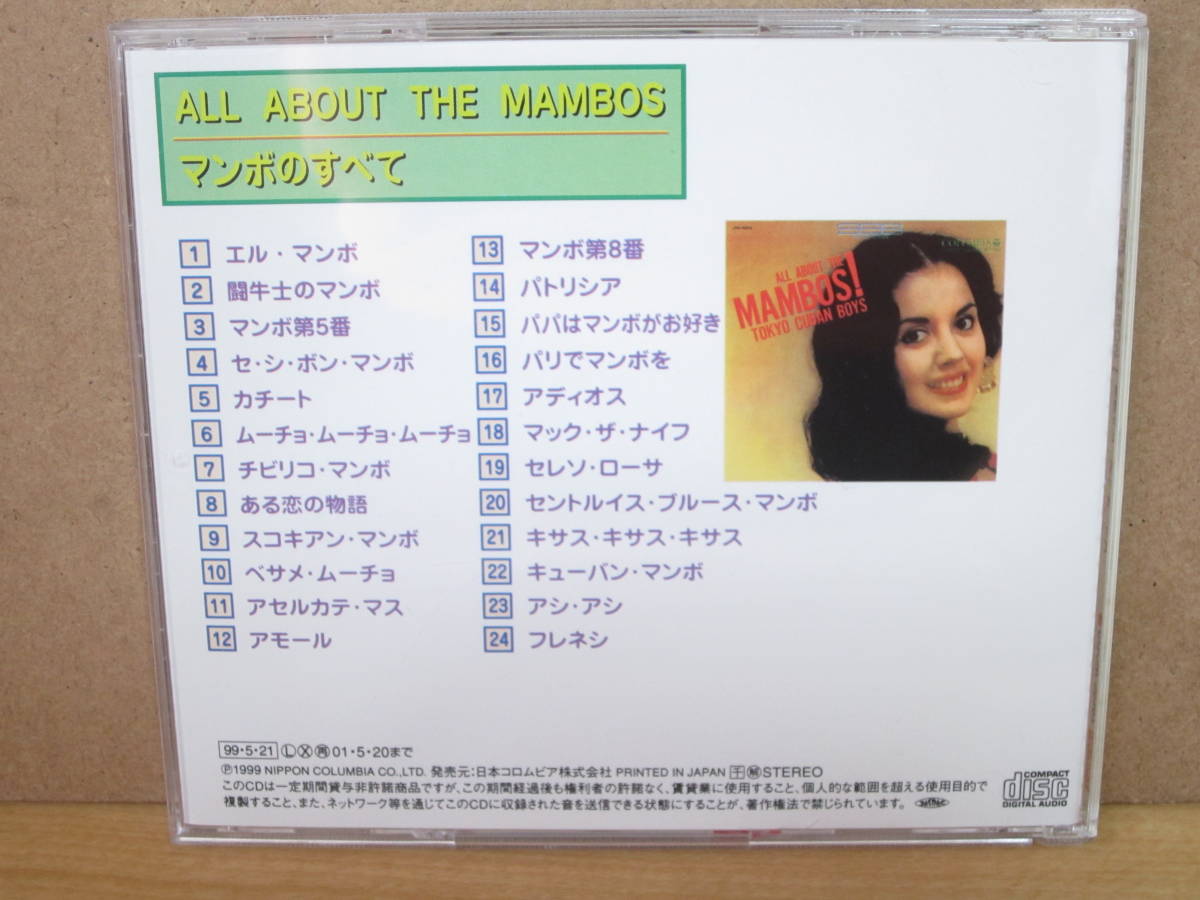 ALL ABOUT THE MAMBOS
マンボのすべて
1 エル・マンボ
2 闘牛士のマンボ
3 マンボ第5番
4 セ・シ・ボン・マンボ
5 カチート
6 ムーチョ・ムーチョ・ムーチョ
7 チビリコ・マンボ
8 ある恋の物語
9 スコキアン・マンボ
10 ベサメ・ムーチョ
11 アセルカテ・マス
12 アモール
13 マンボ第8番
14 パトリシア
15 パパはマンボがお好き
16 パリでマンボを
17 アディオス
18 マック・ザ・ナイフ
19 セレソ・ローサ
20 セントルイス・ブルース・マンボ
21 キサス・キサス・キサス
22 キューバン・マンボ
23 アシ・アシ
24 フレネシ
COLUMBIA
ALL ABOUT THE
MAMBOS!
TOKYO CUBAN BOYS
99・5・21 Ⓛ Ⓧ ㊞01・5・20まで
Ⓟ1999 NIPPON COLUMBIA CO.,LTD. 発売元:日本コロムビア株式会社 PRINTED IN JAPAN STEREO
このCDは一定期間貸与非許諾商品ですが、この期間経過後も権利者の許諾なく、賃貸業に使用すること、個人的な範囲を超える使用目的で
複製すること、また、ネットワーク等を通じてこのCDに収録された音を送信できる状態にすることが、著作権法で禁じられています。
COMPACT
disc
DIGITAL AUDIO